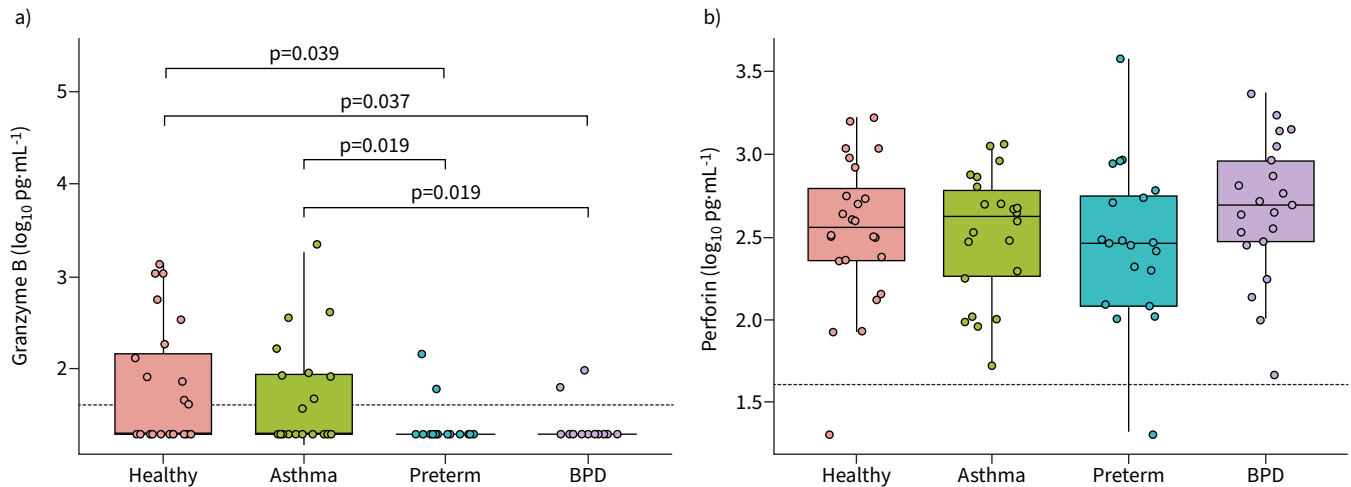 a)
Granzyme B (log10 pg·mL-1)
5
4
3
2
p=0.039
p=0.037
p=0.019
p=0.019
Healthy Asthma Preterm BPD
b)
Perforin (log10 pg·mL-1)
3.5
3.0
2.5
2.0
1.5
Healthy Asthma Preterm BPD